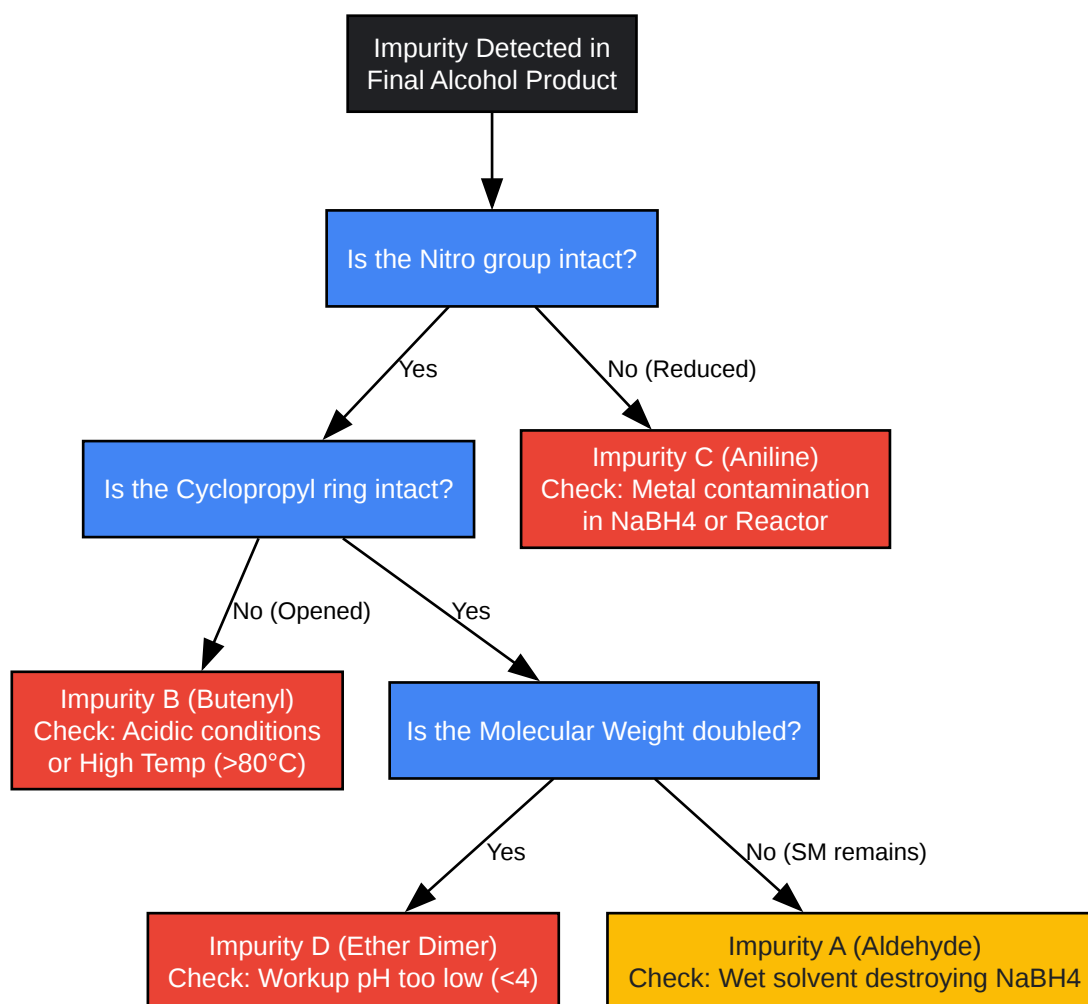 Impurity Detected in
Final Alcohol Product
Is the Nitro group intact?
Yes
No (Reduced)
Is the Cyclopropyl ring intact?
Impurity C (Aniline)
Check: Metal contamination
in NaBH4 or Reactor
No (Opened)
Yes
Impurity B (Butenyl)
Check: Acidic conditions
or High Temp (>80°C)
Is the Molecular Weight doubled?
Yes
No (SM remains)
Impurity D (Ether Dimer)
Check: Workup pH too low (<4)
Impurity A (Aldehyde)
Check: Wet solvent destroying NaBH4